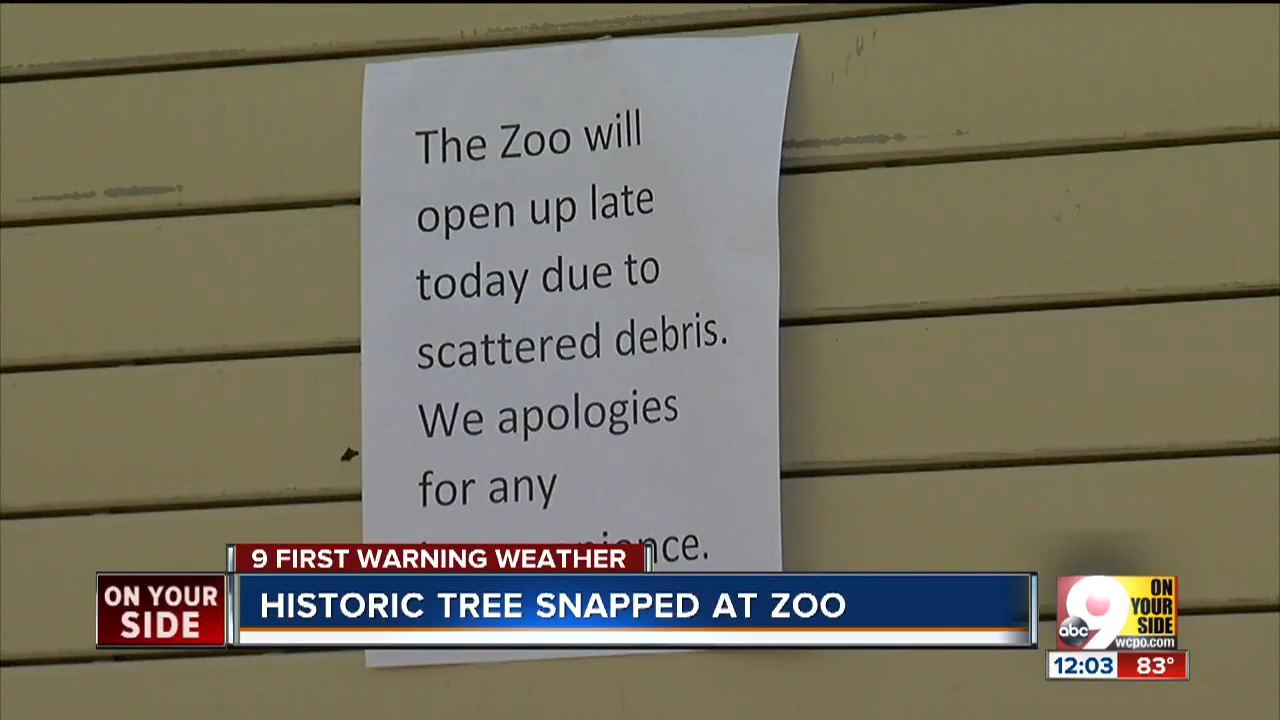 The Zoo will
open up late
today due to
scattered debris.
We apologies
for any
9 FIRST WARNING WEATHER
ON YOUR SIDE
HISTORIC TREE SNAPPED AT ZOO
abc 9
ON YOUR SIDE
wcpo.com
12:03 83°